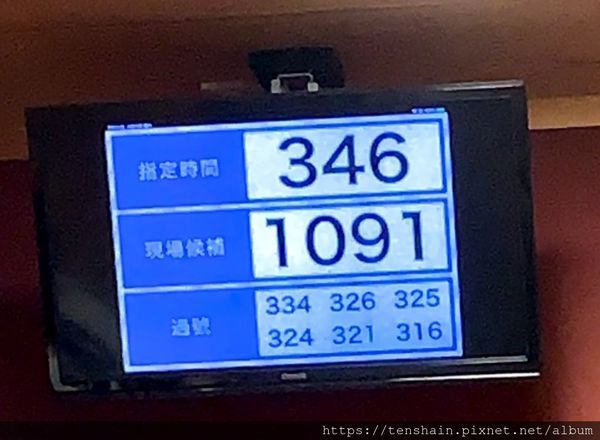 指定時間 346
現場候補 1091
過號 334 326 325
324 321 316
https://tenshain.pixnet.net/album